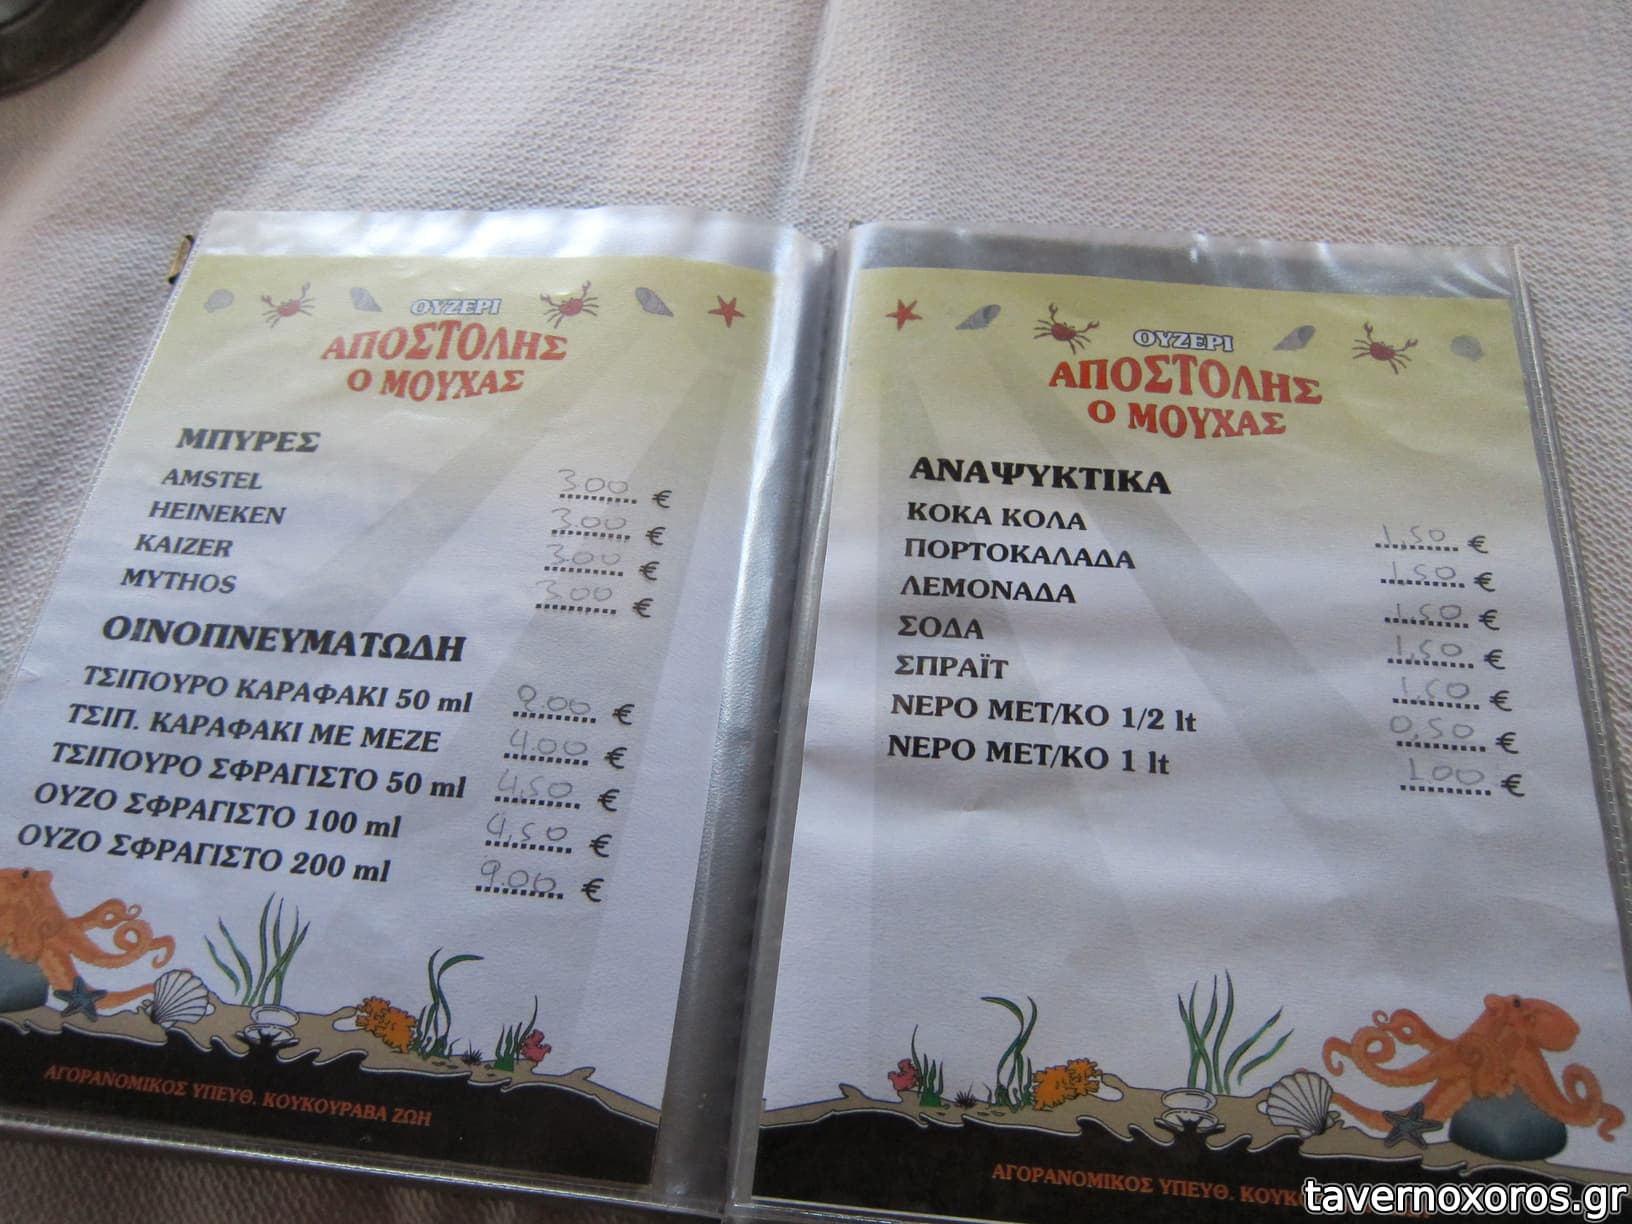 ΟΥΖΕΡΙ
ΑΠΟΣΤΟΛΗΣ
Ο ΜΟΥΧΑΣ
ΜΠΥΡΕΣ
AMSTEL 3.00 €
HEINEKEN 3.00 €
KAIZER 3.00 €
MYTHOS 3.00 €
ΟΙΝΟΠΝΕΥΜΑΤΩΔΗ
ΤΣΙΠΟΥΡΟ ΚΑΡΑΦΑΚΙ 50 ml 2.00 €
ΤΣΙΠ. ΚΑΡΑΦΑΚΙ ΜΕ ΜΕΖΕ 4.00 €
ΤΣΙΠΟΥΡΟ ΣΦΡΑΓΙΣΤΟ 50 ml 4,50 €
ΟΥΖΟ ΣΦΡΑΓΙΣΤΟ 100 ml 4,50 €
ΟΥΖΟ ΣΦΡΑΓΙΣΤΟ 200 ml 9.00 €
ΑΓΟΡΑΝΟΜΙΚΟΣ ΥΠΕΥΘ. ΚΟΥΚΟΥΡΑΒΑ ΖΩΗ
ΟΥΖΕΡΙ
ΑΠΟΣΤΟΛΗΣ
Ο ΜΟΥΧΑΣ
ΑΝΑΨΥΚΤΙΚΑ
ΚΟΚΑ ΚΟΛΑ 1,50 €
ΠΟΡΤΟΚΑΛΑΔΑ 1,50 €
ΛΕΜΟΝΑΔΑ 1,50 €
ΣΟΔΑ 1,50 €
ΣΠΡΑΪΤ 1,50 €
ΝΕΡΟ ΜΕΤ/ΚΟ 1/2 lt 0,50 €
ΝΕΡΟ ΜΕΤ/ΚΟ 1 lt 1.00 €
ΑΓΟΡΑΝΟΜΙΚΟΣ ΥΠΕΥΘ.
tavernoxoros.gr